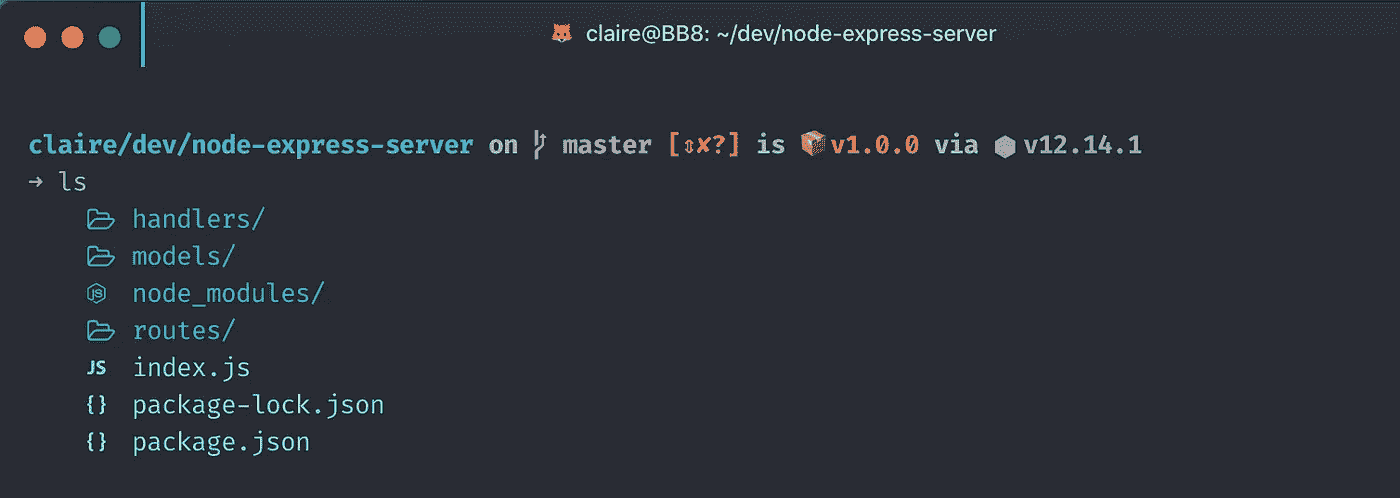 claire@BB8: ~/dev/node-express-server
claire/dev/node-express-server on master [⇕✘?] is v1.0.0 via v12.14.1
→ ls
handlers/
models/
node_modules/
routes/
JS index.js
{} package-lock.json
{} package.json